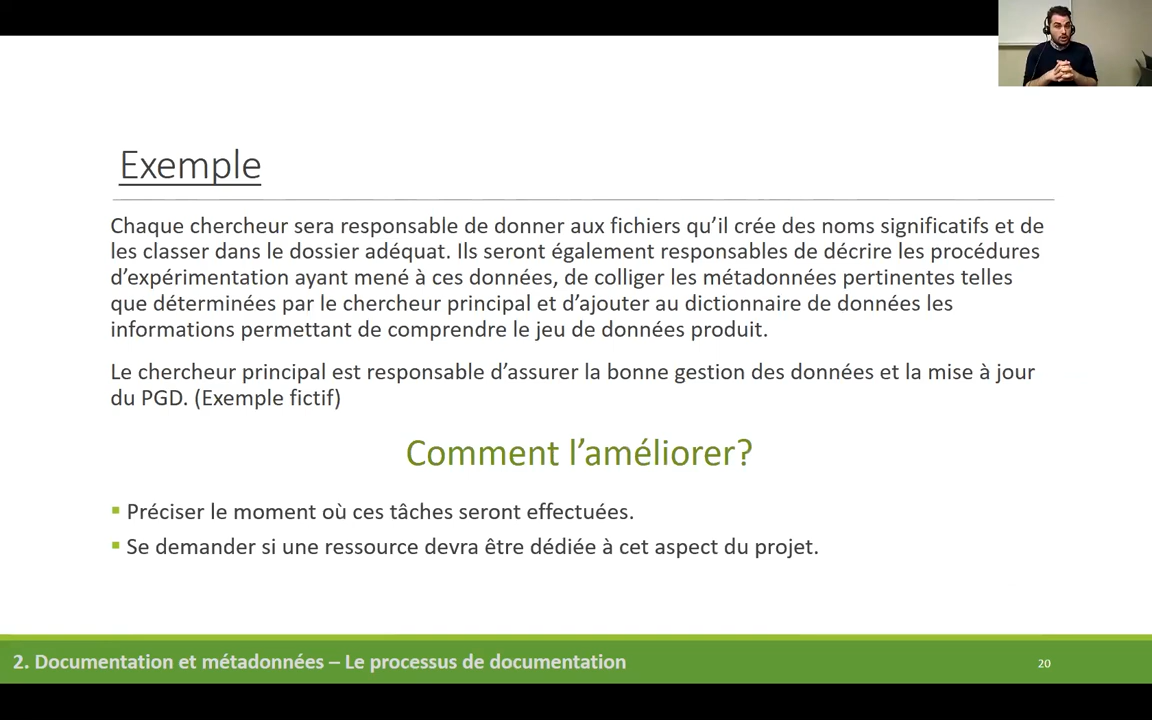 Exemple
Chaque chercheur sera responsable de donner aux fichiers qu’il crée des noms significatifs et de
les classer dans le dossier adéquat. Ils seront également responsables de décrire les procédures
d’expérimentation ayant mené à ces données, de colliger les métadonnées pertinentes telles
que déterminées par le chercheur principal et d’ajouter au dictionnaire de données les
informations permettant de comprendre le jeu de données produit.
Le chercheur principal est responsable d’assurer la bonne gestion des données et la mise à jour
du PGD. (Exemple fictif)
Comment l’améliorer?
▪ Préciser le moment où ces tâches seront effectuées.
▪ Se demander si une ressource devra être dédiée à cet aspect du projet.
2. Documentation et métadonnées – Le processus de documentation
20